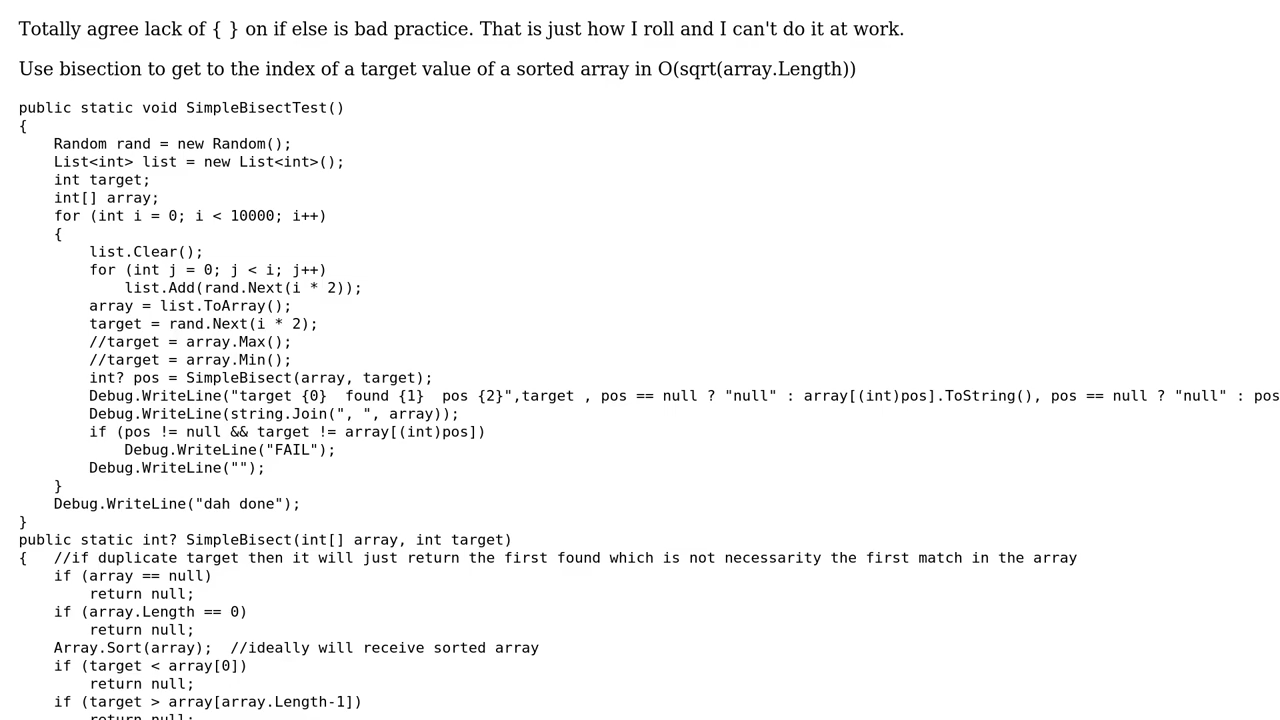 Totally agree lack of { } on if else is bad practice. That is just how I roll and I can't do it at work.
Use bisection to get to the index of a target value of a sorted array in O(sqrt(array.Length))
public static void SimpleBisectTest()
{
    Random rand = new Random();
    List<int> list = new List<int>();
    int target;
    int[] array;
    for (int i = 0; i < 10000; i++)
    {
        list.Clear();
        for (int j = 0; j < i; j++)
            list.Add(rand.Next(i * 2));
        array = list.ToArray();
        target = rand.Next(i * 2);
        //target = array.Max();
        //target = array.Min();
        int? pos = SimpleBisect(array, target);
        Debug.WriteLine("target {0}  found {1}  pos {2}",target , pos == null ? "null" : array[(int)pos].ToString(), pos == null ? "null" : pos
        Debug.WriteLine(string.Join(", ", array));
        if (pos != null && target != array[(int)pos])
            Debug.WriteLine("FAIL");
        Debug.WriteLine("");
    }
    Debug.WriteLine("dah done");
}
public static int? SimpleBisect(int[] array, int target)
{   //if duplicate target then it will just return the first found which is not necessarity the first match in the array
    if (array == null)
        return null;
    if (array.Length == 0)
        return null;
    Array.Sort(array);  //ideally will receive sorted array
    if (target < array[0])
        return null;
    if (target > array[array.Length-1])
        return null;